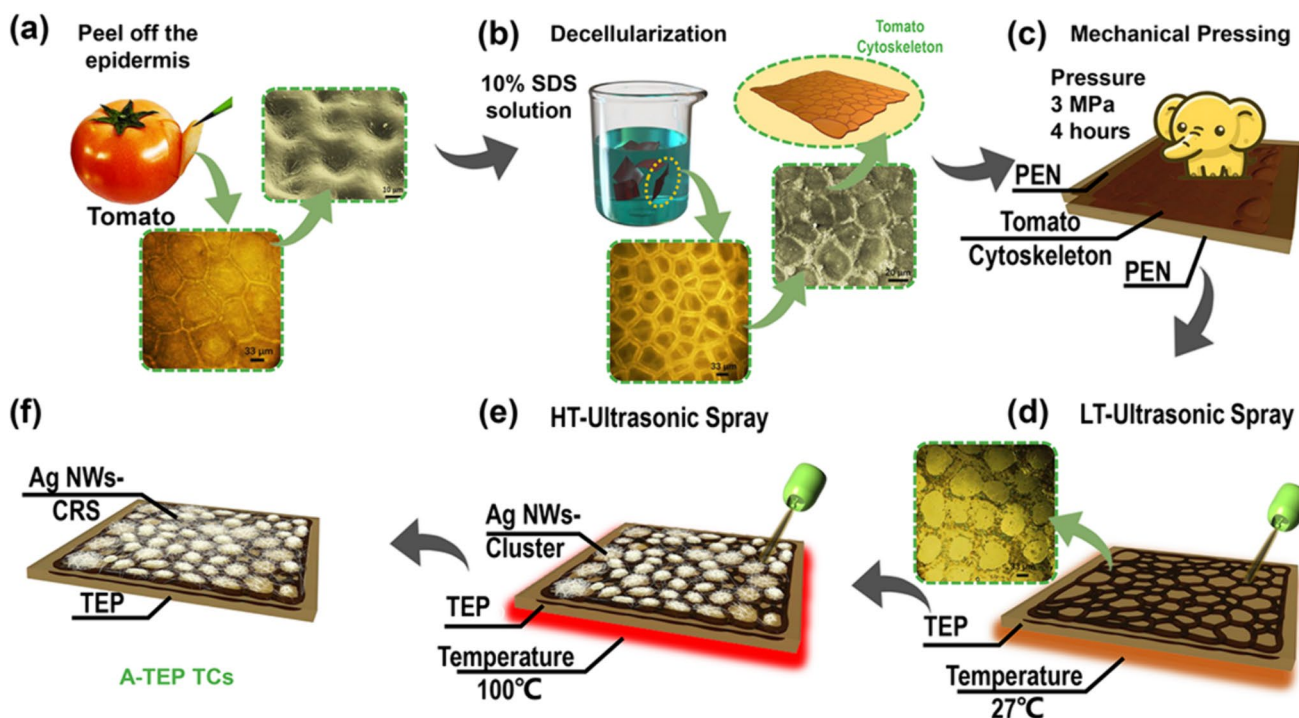 (a)
Peel off the
epidermis
Tomato
10 μm
33 μm
(b)
Decellularization
10% SDS
solution
Tomato
Cytoskeleton
20 μm
33 μm
(c)
Mechanical Pressing
Pressure
3 MPa
4 hours
PEN
Tomato
Cytoskeleton
PEN
(d)
LT-Ultrasonic Spray
TEP
Temperature
27℃
(e)
HT-Ultrasonic Spray
Ag NWs-
Cluster
TEP
Temperature
100℃
(f)
Ag NWs-
CRS
TEP
A-TEP TCs